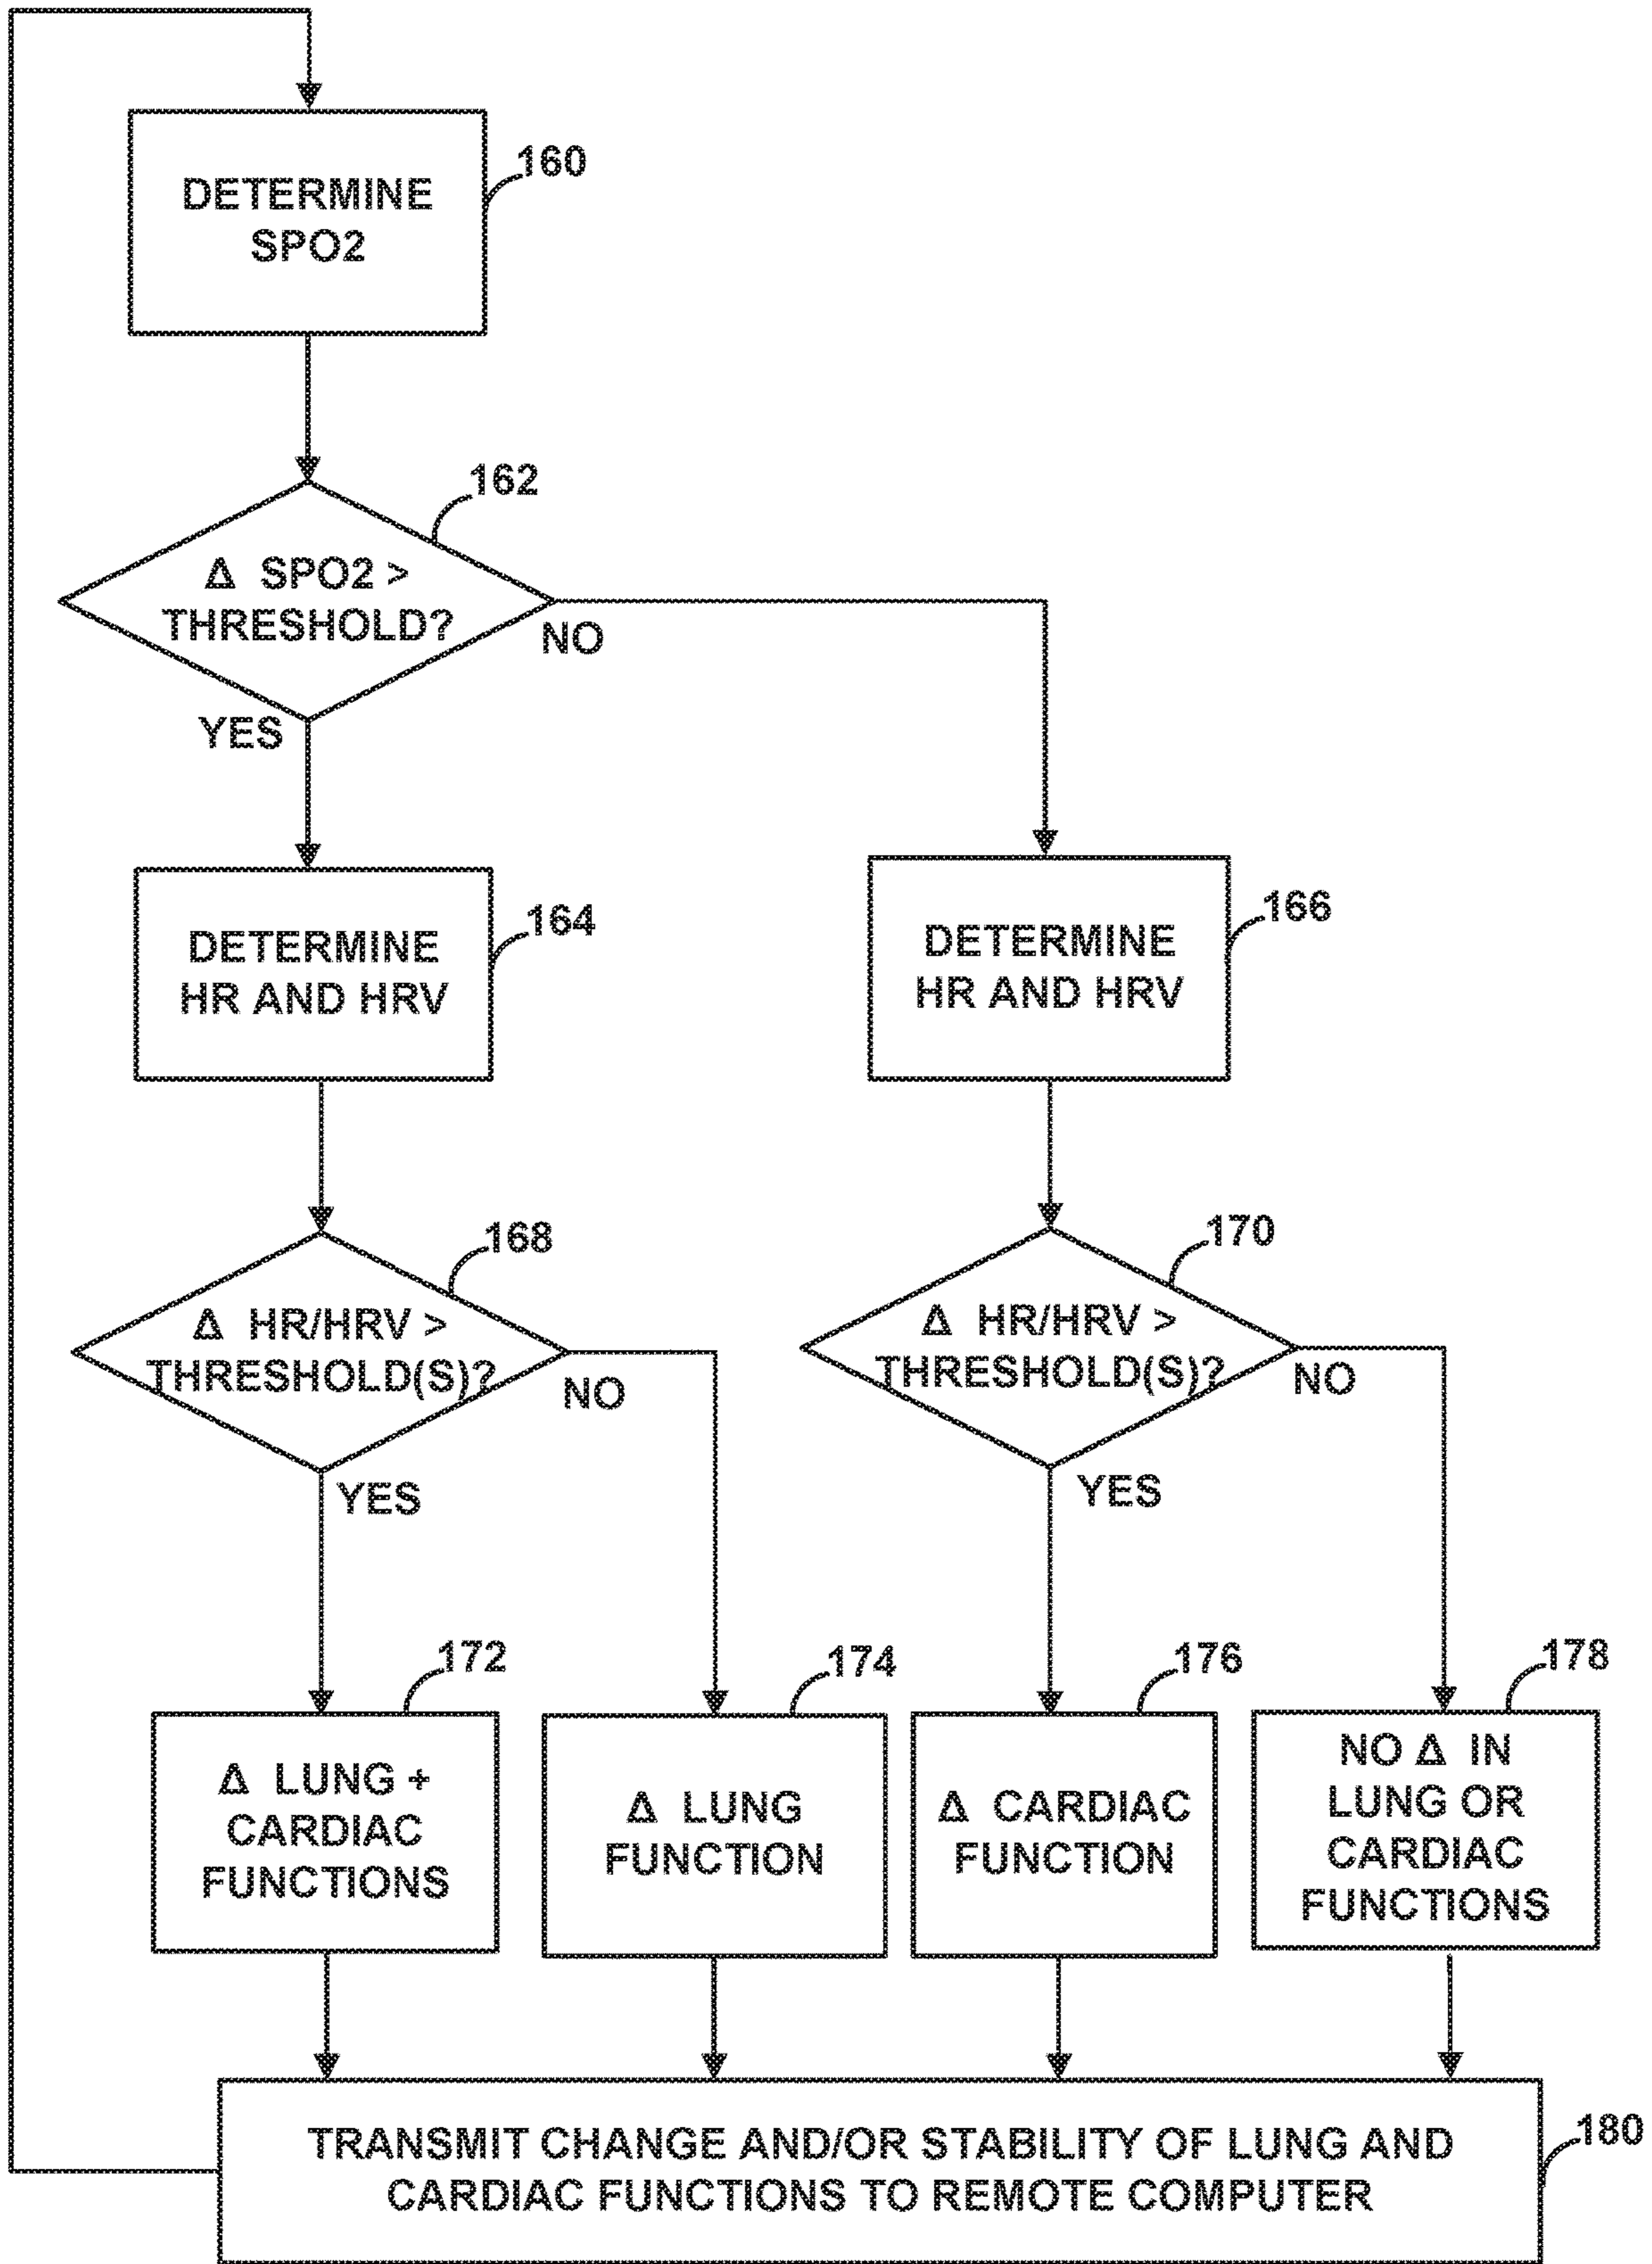 DETERMINE
SPO2
160
162
Δ SPO2 >
THRESHOLD?
NO
YES
DETERMINE
HR AND HRV
164
DETERMINE
HR AND HRV
166
168
Δ HR/HRV >
THRESHOLD(S)?
NO
YES
170
Δ HR/HRV >
THRESHOLD(S)?
NO
YES
172
Δ LUNG +
CARDIAC
FUNCTIONS
174
Δ LUNG
FUNCTION
176
Δ CARDIAC
FUNCTION
178
NO Δ IN
LUNG OR
CARDIAC
FUNCTIONS
TRANSMIT CHANGE AND/OR STABILITY OF LUNG AND
CARDIAC FUNCTIONS TO REMOTE COMPUTER
180